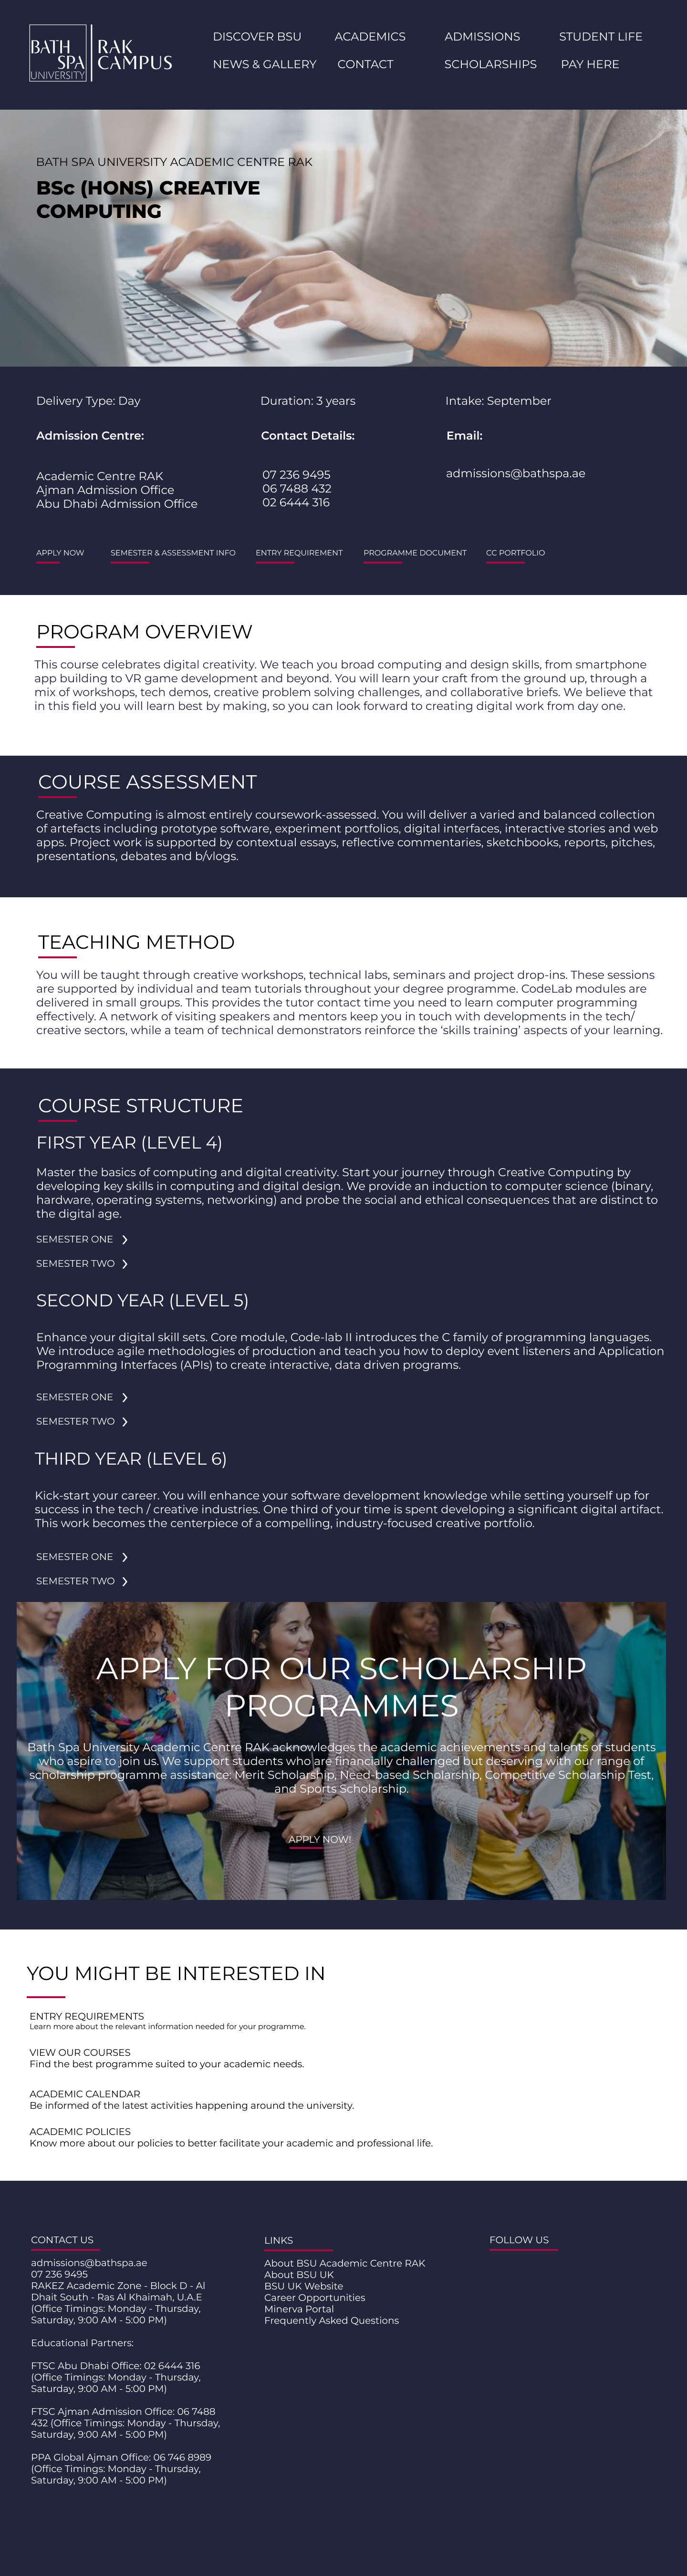 BATH
SPA
UNIVERSITY
RAK
CAMPUS
DISCOVER BSU ACADEMICS ADMISSIONS STUDENT LIFE
NEWS & GALLERY CONTACT SCHOLARSHIPS PAY HERE
BATH SPA UNIVERSITY ACADEMIC CENTRE RAK
BSc (HONS) CREATIVE
COMPUTING
Delivery Type: Day Duration: 3 years Intake: September
Admission Centre: Contact Details: Email:
Academic Centre RAK
Ajman Admission Office
Abu Dhabi Admission Office
07 236 9495
06 7488 432
02 6444 316
admissions@bathspa.ae
APPLY NOW SEMESTER & ASSESSMENT INFO ENTRY REQUIREMENT PROGRAMME DOCUMENT CC PORTFOLIO
PROGRAM OVERVIEW
This course celebrates digital creativity. We teach you broad computing and design skills, from smartphone
app building to VR game development and beyond. You will learn your craft from the ground up, through a
mix of workshops, tech demos, creative problem solving challenges, and collaborative briefs. We believe that
in this field you will learn best by making, so you can look forward to creating digital work from day one.
COURSE ASSESSMENT
Creative Computing is almost entirely coursework-assessed. You will deliver a varied and balanced collection
of artefacts including prototype software, experiment portfolios, digital interfaces, interactive stories and web
apps. Project work is supported by contextual essays, reflective commentaries, sketchbooks, reports, pitches,
presentations, debates and b/vlogs.
TEACHING METHOD
You will be taught through creative workshops, technical labs, seminars and project drop-ins. These sessions
are supported by individual and team tutorials throughout your degree programme. CodeLab modules are
delivered in small groups. This provides the tutor contact time you need to learn computer programming
effectively. A network of visiting speakers and mentors keep you in touch with developments in the tech/
creative sectors, while a team of technical demonstrators reinforce the ‘skills training’ aspects of your learning.
COURSE STRUCTURE
FIRST YEAR (LEVEL 4)
Master the basics of computing and digital creativity. Start your journey through Creative Computing by
developing key skills in computing and digital design. We provide an induction to computer science (binary,
hardware, operating systems, networking) and probe the social and ethical consequences that are distinct to
the digital age.
SEMESTER ONE
SEMESTER TWO
SECOND YEAR (LEVEL 5)
Enhance your digital skill sets. Core module, Code-lab II introduces the C family of programming languages.
We introduce agile methodologies of production and teach you how to deploy event listeners and Application
Programming Interfaces (APIs) to create interactive, data driven programs.
SEMESTER ONE
SEMESTER TWO
THIRD YEAR (LEVEL 6)
Kick-start your career. You will enhance your software development knowledge while setting yourself up for
success in the tech / creative industries. One third of your time is spent developing a significant digital artifact.
This work becomes the centerpiece of a compelling, industry-focused creative portfolio.
SEMESTER ONE
SEMESTER TWO
APPLY FOR OUR SCHOLARSHIP
PROGRAMMES
Bath Spa University Academic Centre RAK acknowledges the academic achievements and talents of students
who aspire to join us. We support students who are financially challenged but deserving with our range of
scholarship programme assistance: Merit Scholarship, Need-based Scholarship, Competitive Scholarship Test,
and Sports Scholarship.
APPLY NOW!
YOU MIGHT BE INTERESTED IN
ENTRY REQUIREMENTS
Learn more about the relevant information needed for your programme.
VIEW OUR COURSES
Find the best programme suited to your academic needs.
ACADEMIC CALENDAR
Be informed of the latest activities happening around the university.
ACADEMIC POLICIES
Know more about our policies to better facilitate your academic and professional life.
CONTACT US
admissions@bathspa.ae
07 236 9495
RAKEZ Academic Zone - Block D - Al
Dhait South - Ras Al Khaimah, U.A.E
(Office Timings: Monday - Thursday,
Saturday, 9:00 AM - 5:00 PM)
Educational Partners:
FTSC Abu Dhabi Office: 02 6444 316
(Office Timings: Monday - Thursday,
Saturday, 9:00 AM - 5:00 PM)
FTSC Ajman Admission Office: 06 7488
432 (Office Timings: Monday - Thursday,
Saturday, 9:00 AM - 5:00 PM)
PPA Global Ajman Office: 06 746 8989
(Office Timings: Monday - Thursday,
Saturday, 9:00 AM - 5:00 PM)
LINKS
About BSU Academic Centre RAK
About BSU UK
BSU UK Website
Career Opportunities
Minerva Portal
Frequently Asked Questions
FOLLOW US